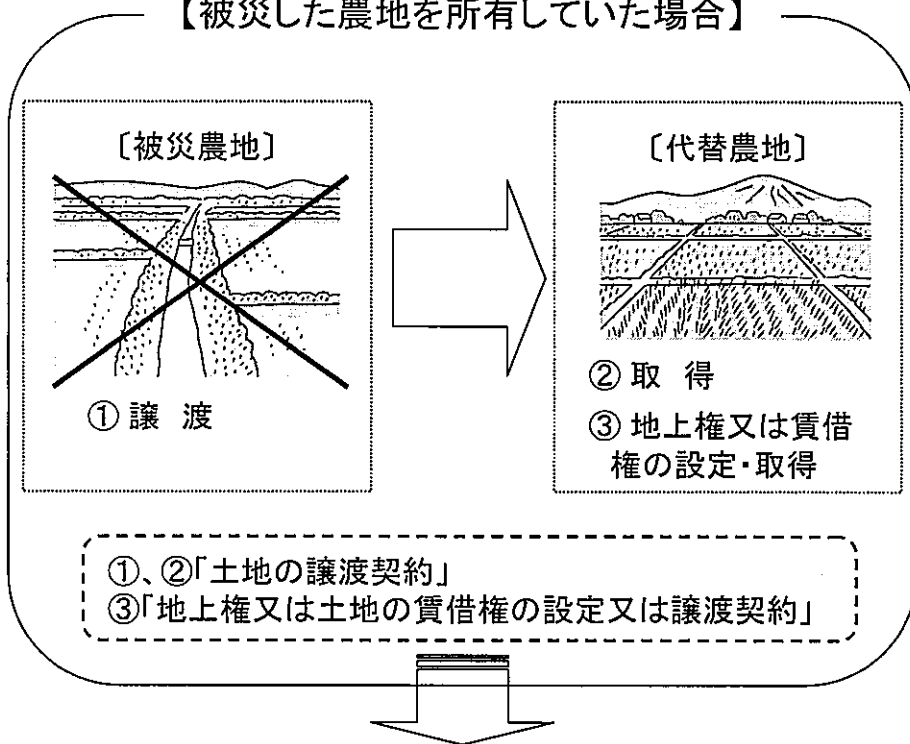 【被災した農地を所有していた場合】
〔被災農地〕
①譲 渡
〔代替農地〕
②取 得
③地上権又は賃借
権の設定・取得
①、②「土地の譲渡契約」
③「地上権又は土地の賃借権の設定又は譲渡契約」